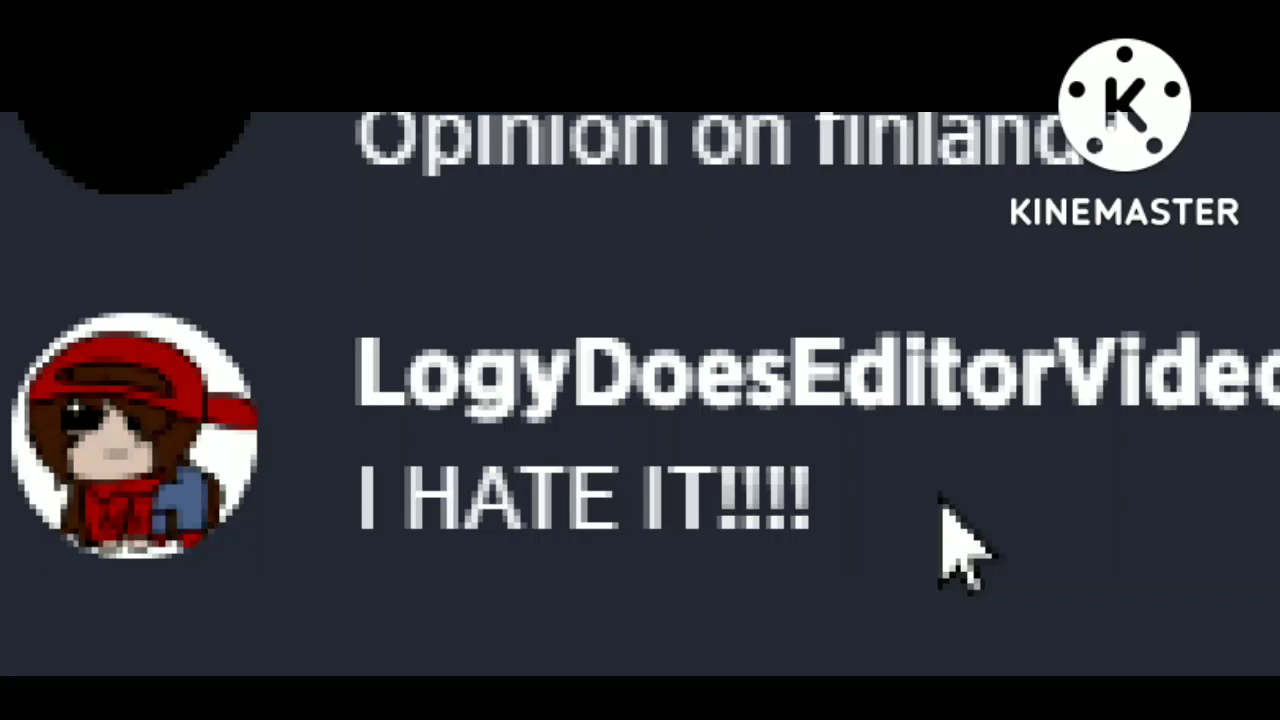 Opinion on finland
K
KINEMASTER
LogyDoesEditorVideo
I HATE IT!!!!